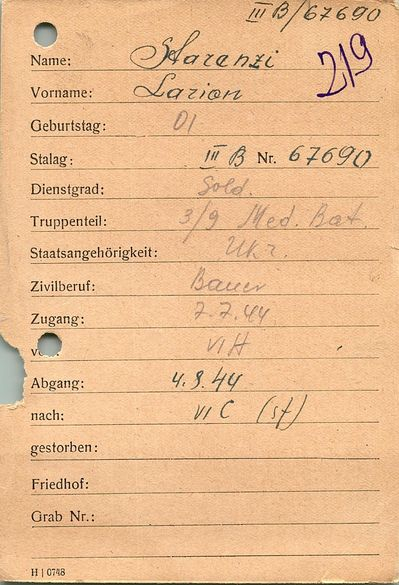 III B/67690
219
Name: Staranzi
Vorname: Larion
Geburtstag: 01
Stalag: III B Nr. 67690
Dienstgrad: Sold.
Truppenteil: 3/9 Med. Bat.
Staatsangehörigkeit: Ukr.
Zivilberuf: Bauer
Zugang: 7.7.44
VI H
Abgang: 4.9.44
nach: VI C (st)
gestorben:
Friedhof:
Grab Nr.:
H | 0748